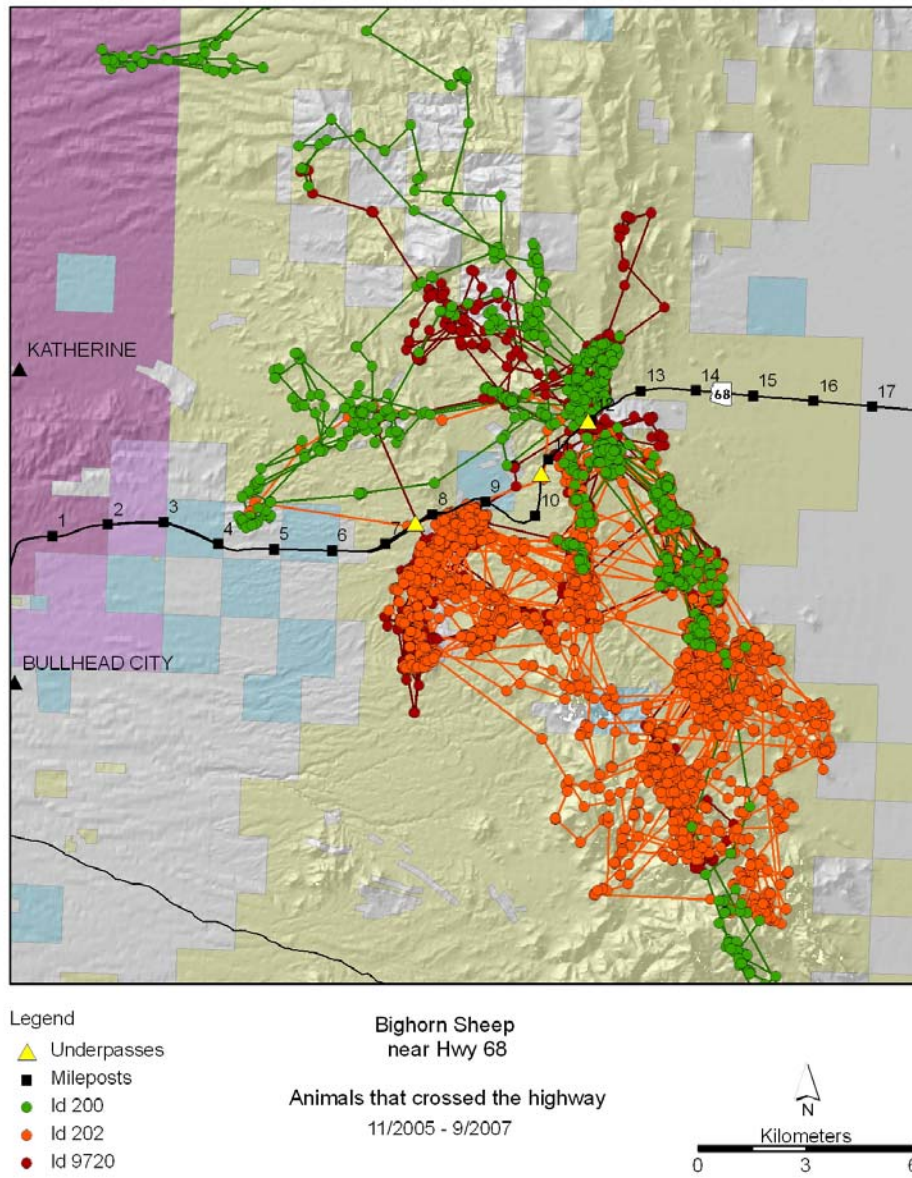 KATHERINE
13
14
68
15
16
17
12
11
10
9
8
7
6
5
4
3
2
1
BULLHEAD CITY
Legend
Underpasses
Mileposts
Id 200
Id 202
Id 9720
Bighorn Sheep
near Hwy 68
Animals that crossed the highway
11/2005 - 9/2007
N
Kilometers
0 3 6